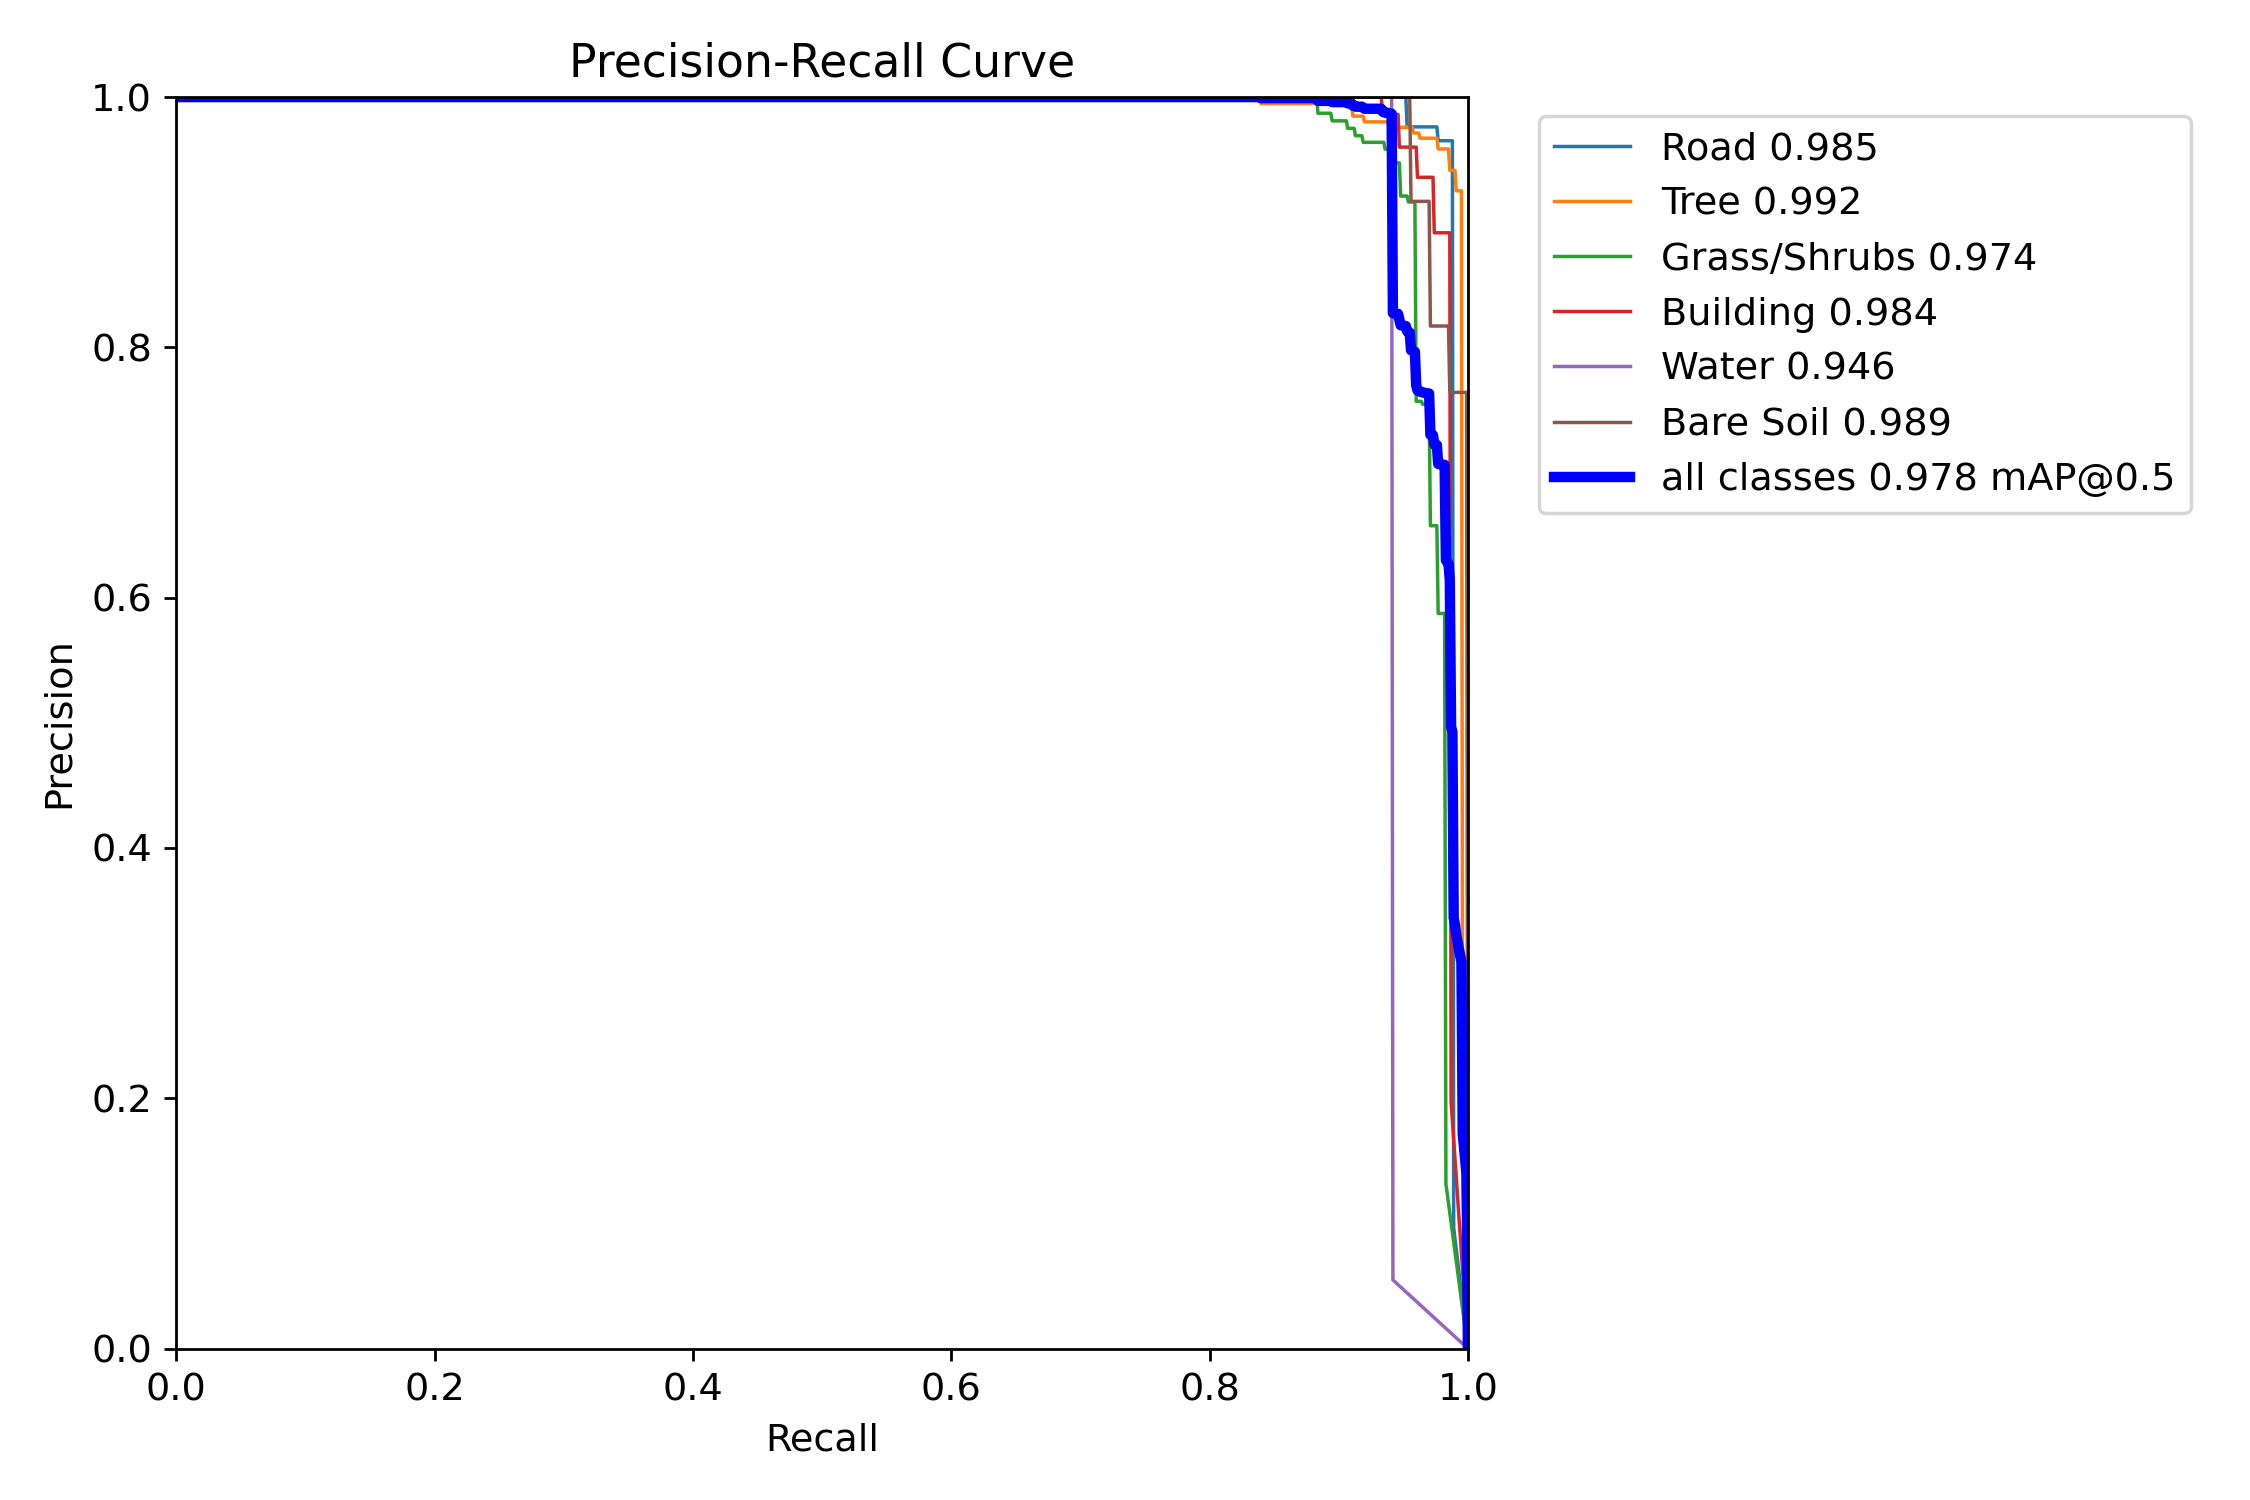 Precision-Recall Curve
1.0
0.8
0.6
0.4
0.2
0.0
Precision
0.0 0.2 0.4 0.6 0.8 1.0
Recall
Road 0.985
Tree 0.992
Grass/Shrubs 0.974
Building 0.984
Water 0.946
Bare Soil 0.989
all classes 0.978 mAP@0.5